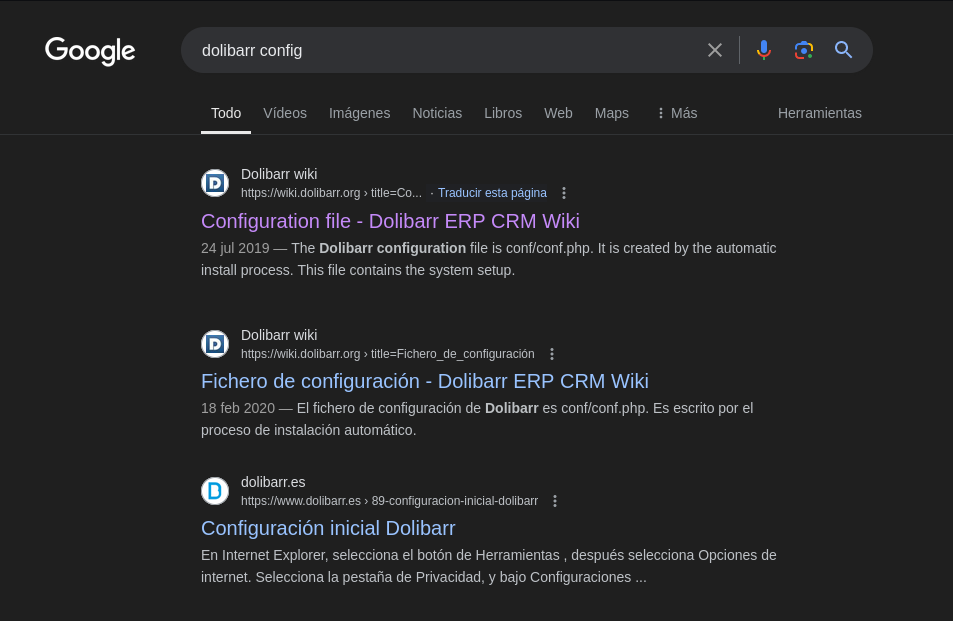 Google
dolibarr config
Todo Vídeos Imágenes Noticias Libros Web Maps Más Herramientas
Dolibarr wiki
https://wiki.dolibarr.org › title=Co... · Traducir esta página
Configuration file - Dolibarr ERP CRM Wiki
24 jul 2019 — The Dolibarr configuration file is conf/conf.php. It is created by the automatic
install process. This file contains the system setup.
Dolibarr wiki
https://wiki.dolibarr.org › title=Fichero_de_configuración
Fichero de configuración - Dolibarr ERP CRM Wiki
18 feb 2020 — El fichero de configuración de Dolibarr es conf/conf.php. Es escrito por el
proceso de instalación automático.
dolibarr.es
https://www.dolibarr.es › 89-configuracion-inicial-dolibarr
Configuración inicial Dolibarr
En Internet Explorer, selecciona el botón de Herramientas , después selecciona Opciones de
internet. Selecciona la pestaña de Privacidad, y bajo Configuraciones ...